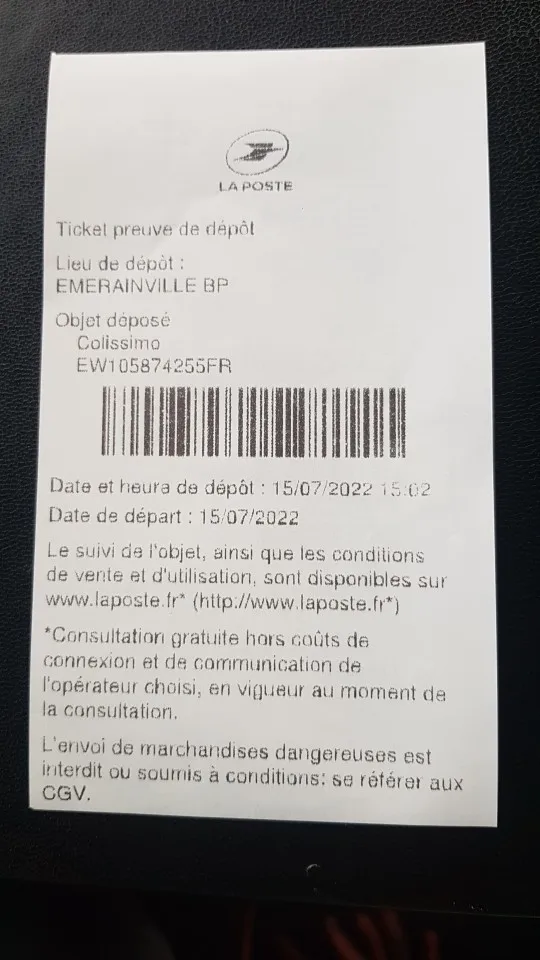 LA POSTE
Ticket preuve de dépôt
Lieu de dépôt :
EMERAINVILLE BP
Objet déposé
Colissimo
EW105874255FR
Date et heure de dépôt : 15/07/2022 15:02
Date de départ : 15/07/2022
Le suivi de l'objet, ainsi que les conditions
de vente et d'utilisation, sont disponibles sur
www.laposte.fr* (http://www.laposte.fr*)
*Consultation gratuite hors coûts de
connexion et de communication de
l'opérateur choisi, en vigueur au moment de
la consultation.
L'envoi de marchandises dangereuses est
interdit ou soumis à conditions: se référer aux
CGV.